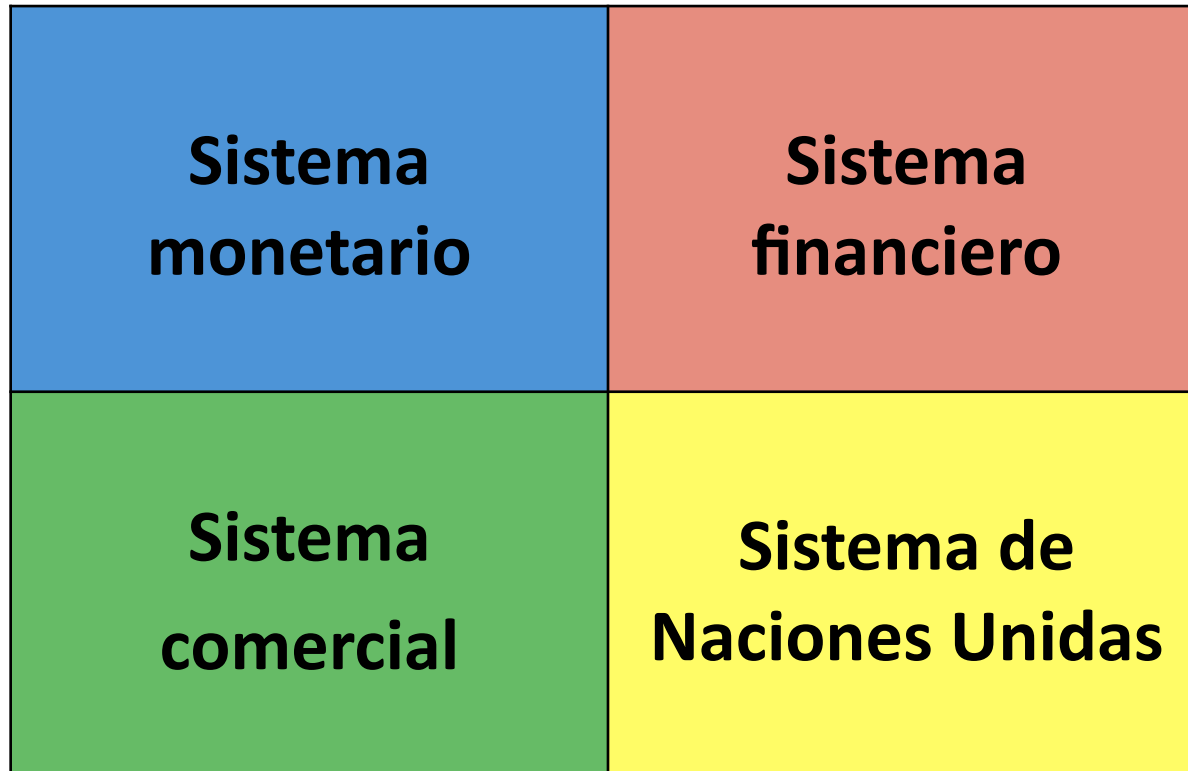 Sistema
monetario
Sistema
financiero
Sistema
comercial
Sistema de
Naciones Unidas